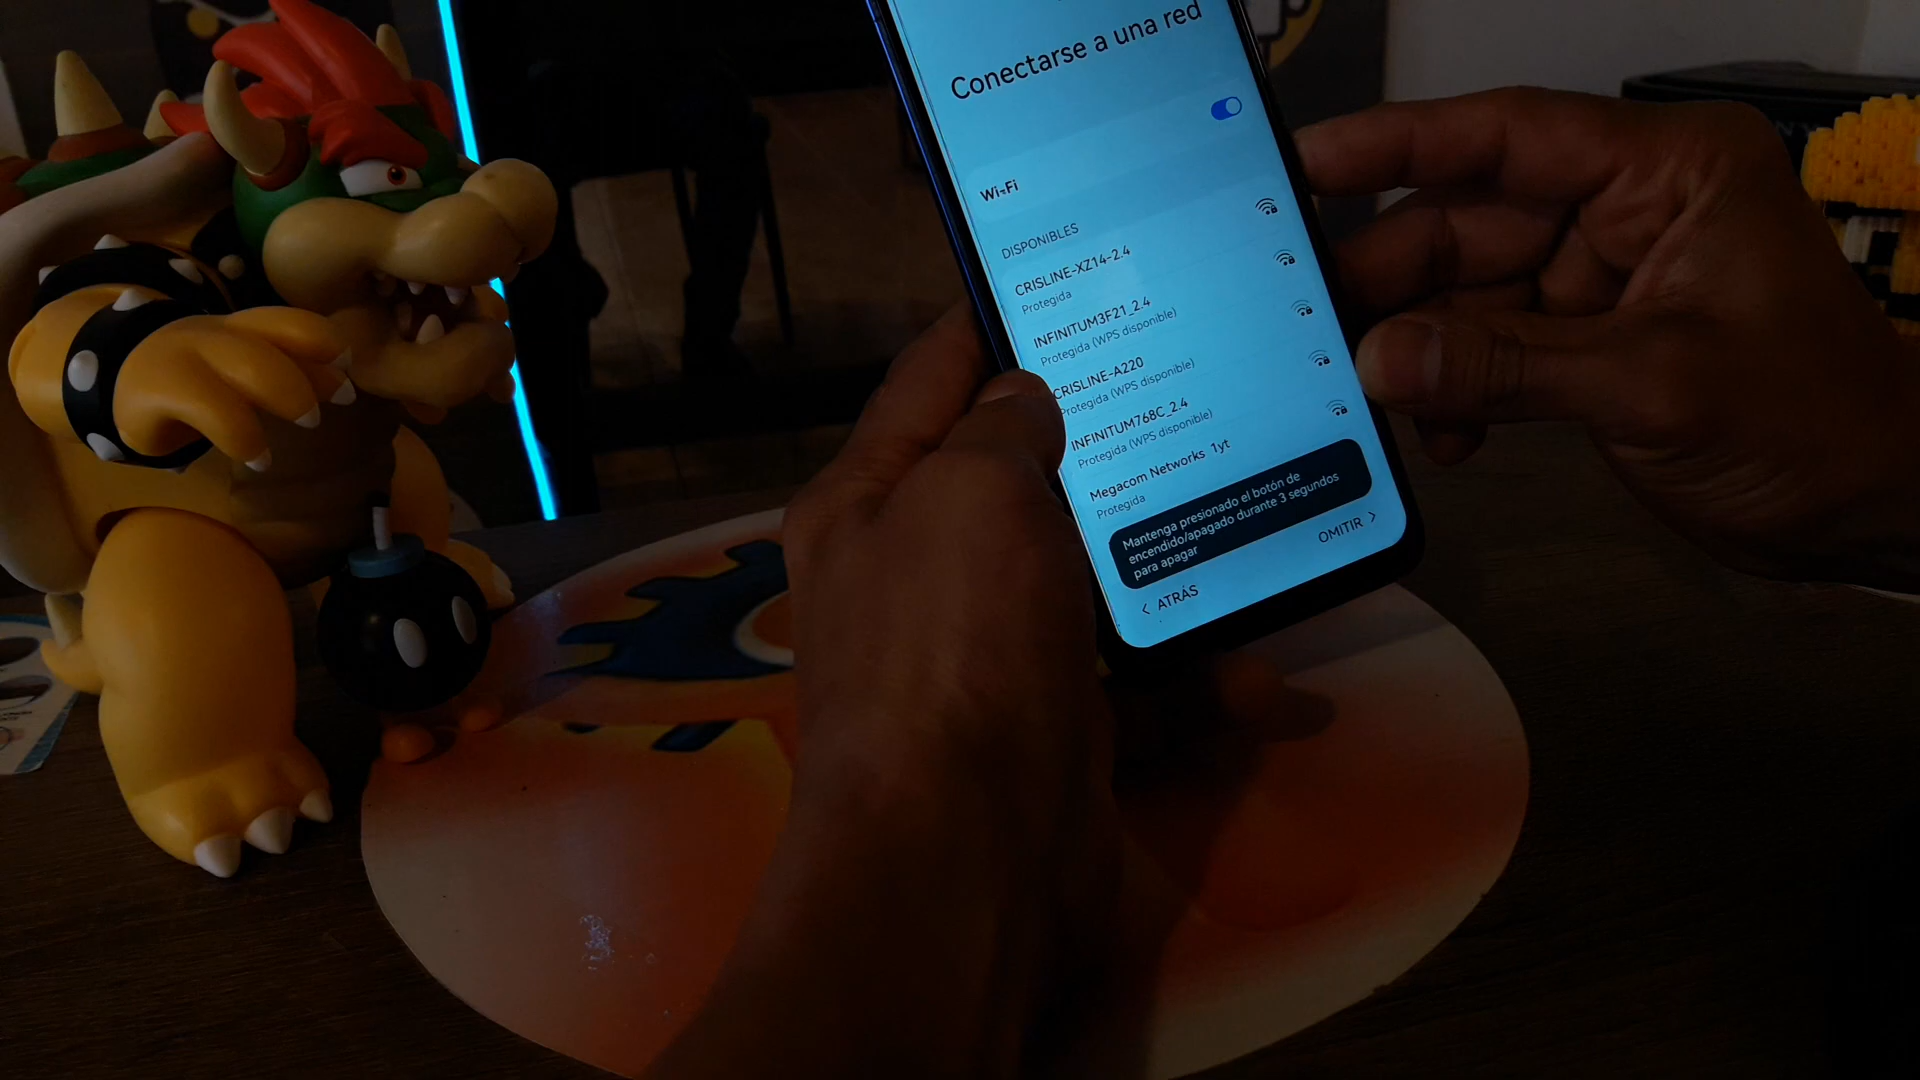 Conectarse a una red
Wi-Fi
DISPONIBLES
CRISLINE-XZ14-2.4
Protegida
INFINITUM3F21_2.4
Protegida (WPS disponible)
CRISLINE-A220
Protegida (WPS disponible)
INFINITUM768C_2.4
Protegida (WPS disponible)
Megacom Networks 1yt
Protegida
Mantenga presionado el botón de
encendido/apagado durante 3 segundos
para apagar
OMITIR
ATRÁS